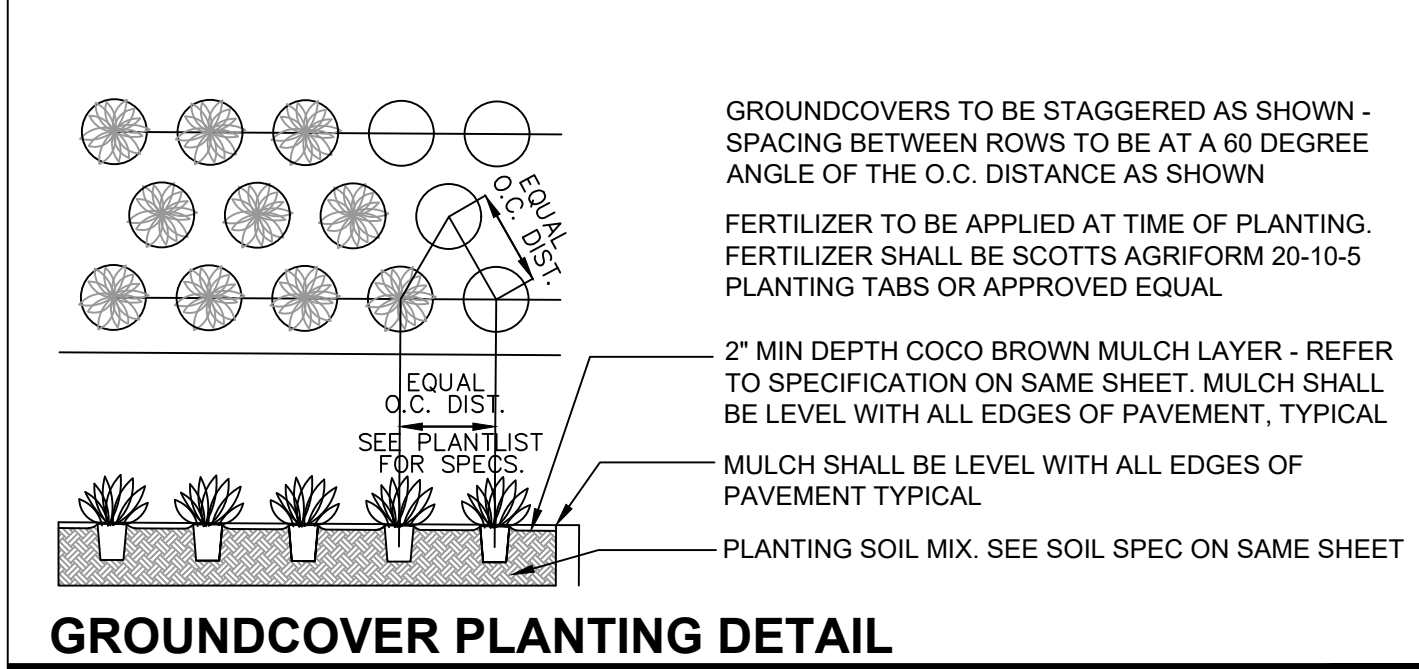 GROUNDCOVERS TO BE STAGGERED AS SHOWN -
SPACING BETWEEN ROWS TO BE AT A 60 DEGREE
ANGLE OF THE O.C. DISTANCE AS SHOWN
EQUAL
O.C. DIST.
FERTILIZER TO BE APPLIED AT TIME OF PLANTING.
FERTILIZER SHALL BE SCOTTS AGRIFORM 20-10-5
PLANTING TABS OR APPROVED EQUAL
2" MIN DEPTH COCO BROWN MULCH LAYER - REFER
TO SPECIFICATION ON SAME SHEET. MULCH SHALL
BE LEVEL WITH ALL EDGES OF PAVEMENT, TYPICAL
EQUAL
O.C. DIST.
SEE PLANTLIST
FOR SPECS.
MULCH SHALL BE LEVEL WITH ALL EDGES OF
PAVEMENT TYPICAL
PLANTING SOIL MIX. SEE SOIL SPEC ON SAME SHEET
GROUNDCOVER PLANTING DETAIL